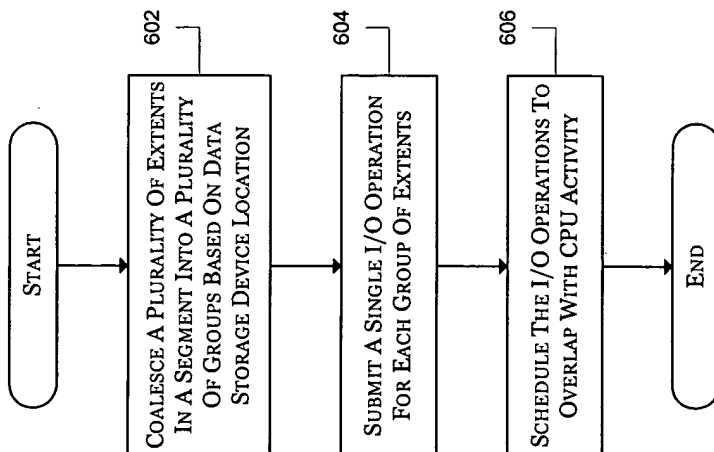 START
602
COALESCE A PLURALITY OF EXTENTS
IN A SEGMENT INTO A PLURALITY
OF GROUPS BASED ON DATA
STORAGE DEVICE LOCATION
604
SUBMIT A SINGLE I/O OPERATION
FOR EACH GROUP OF EXTENTS
606
SCHEDULE THE I/O OPERATIONS TO
OVERLAP WITH CPU ACTIVITY
END